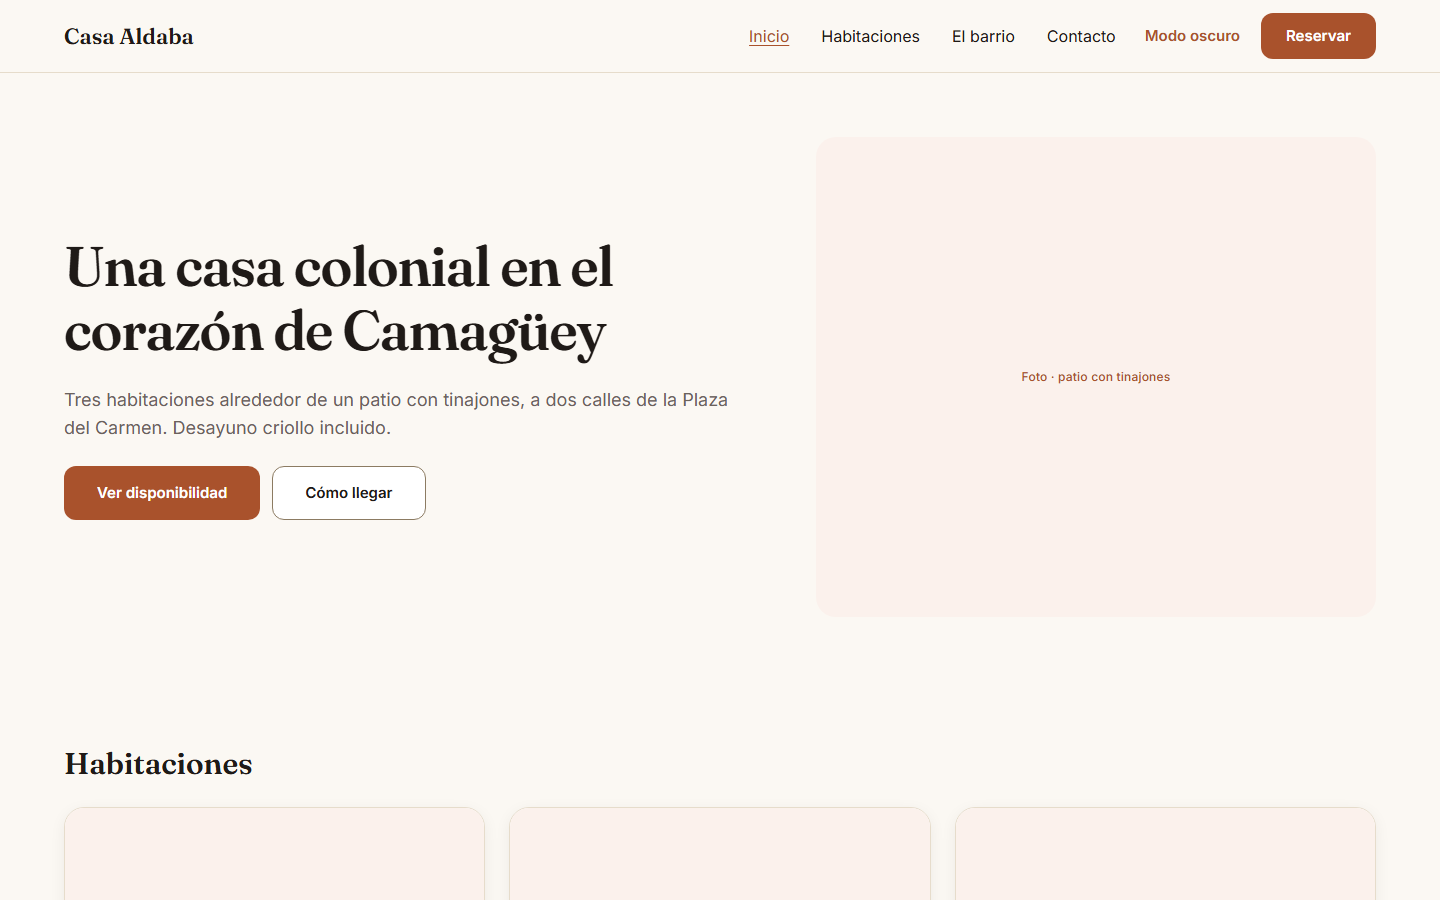 Casa Aldaba
Inicio
Habitaciones
El barrio
Contacto
Modo oscuro
Reservar
Una casa colonial en el
corazón de Camagüey
Tres habitaciones alrededor de un patio con tinajones, a dos calles de la Plaza
del Carmen. Desayuno criollo incluido.
Ver disponibilidad
Cómo llegar
Foto · patio con tinajones
Habitaciones